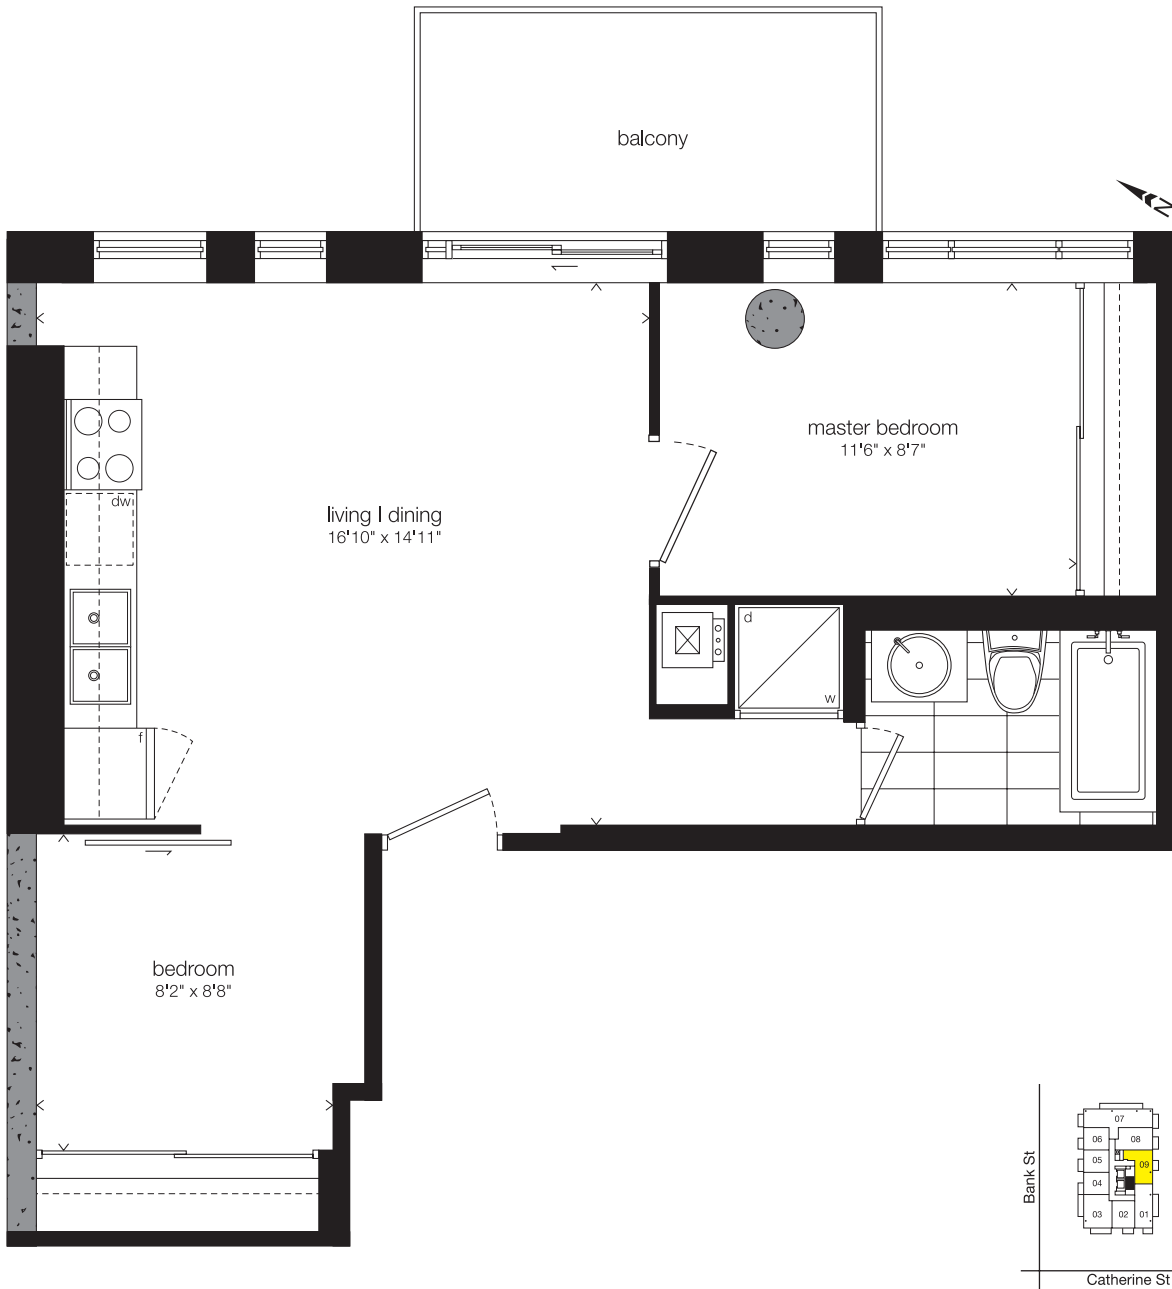 balcony
N
master bedroom
11'6" x 8'7"
dw
living | dining
16'10" x 14'11"
d
w
f
bedroom
8'2" x 8'8"
07
06
08
05
09
04
03
02
01
Bank St
Catherine St